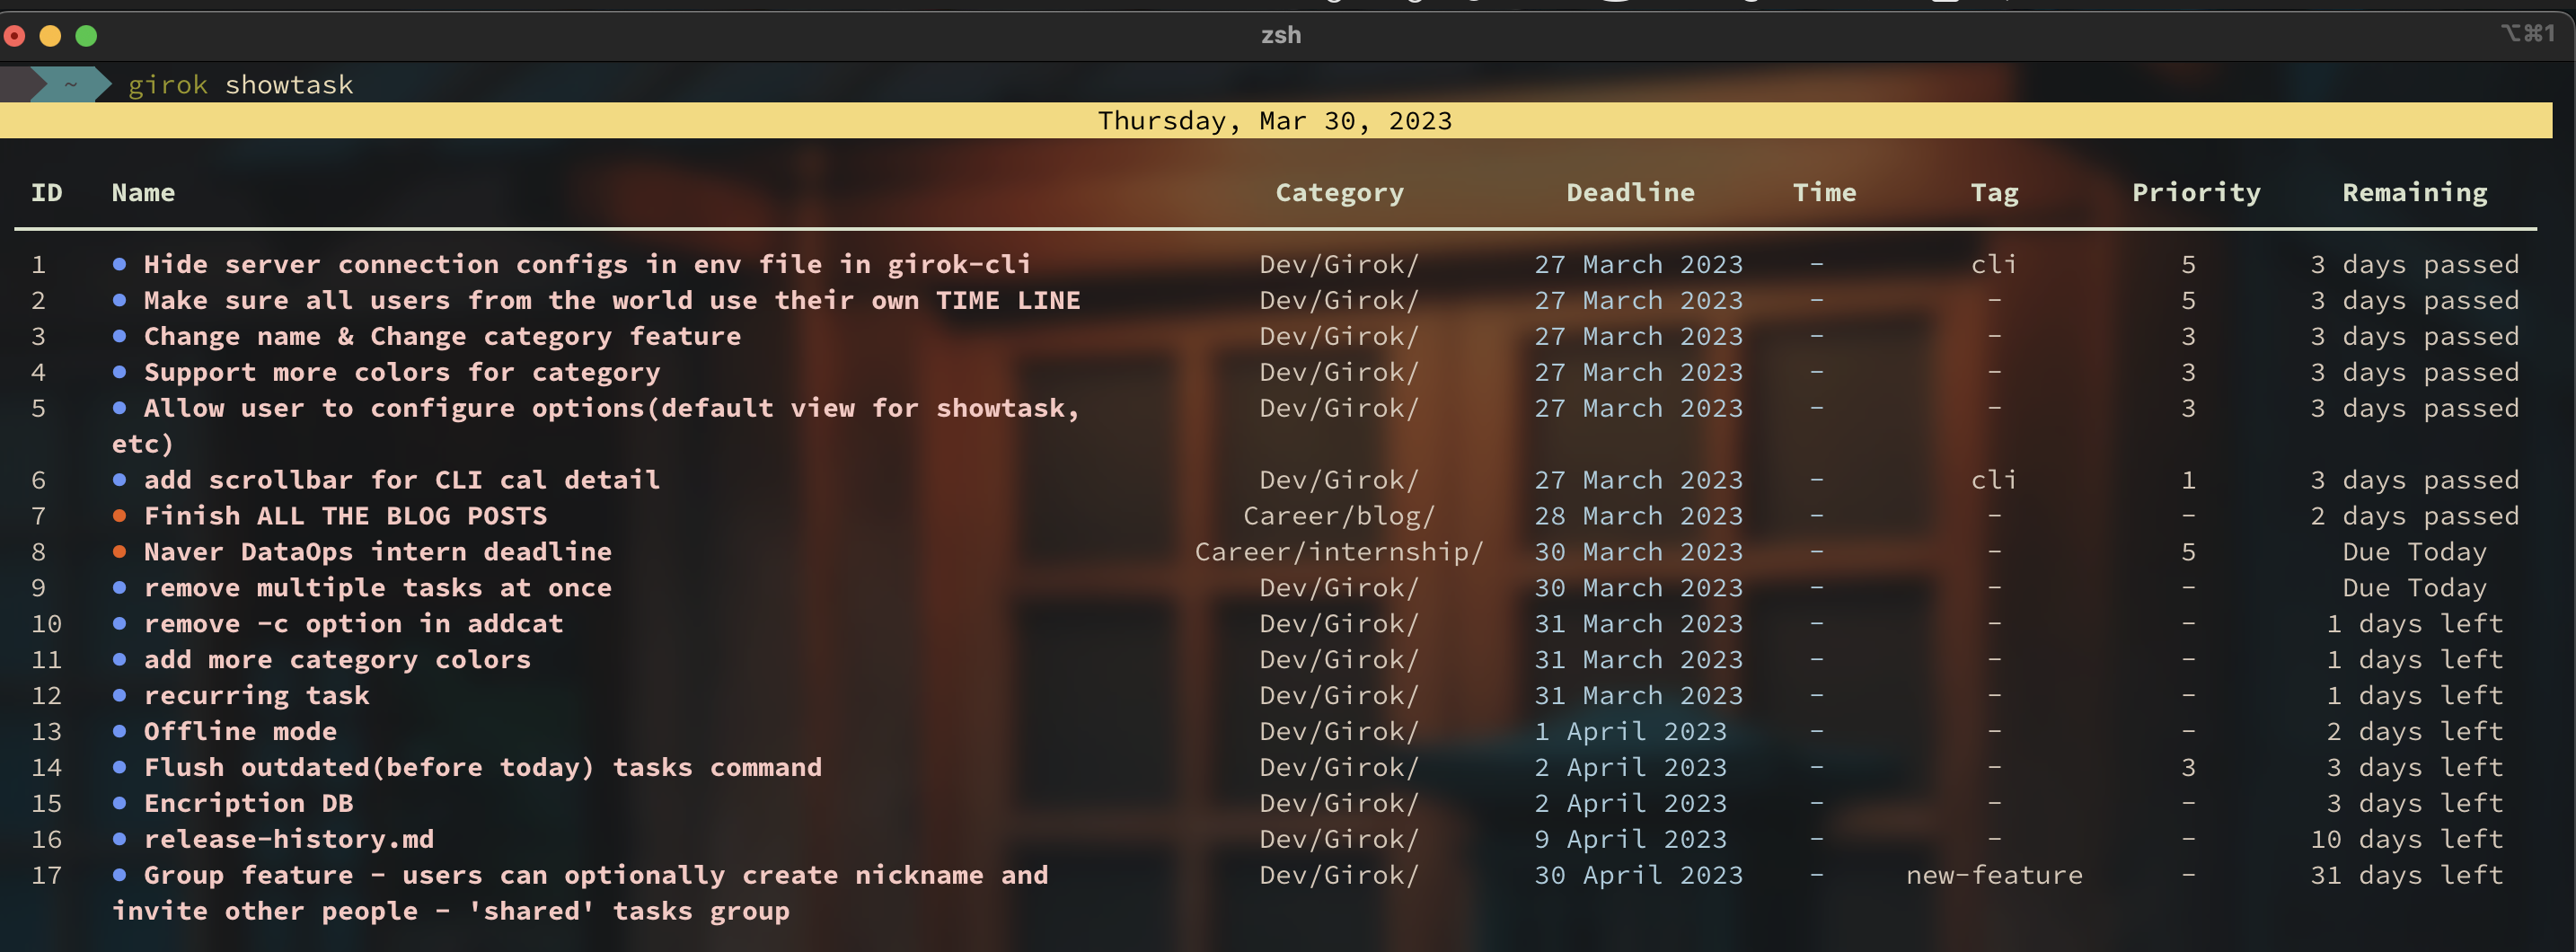 zsh
⌥⌘1
~ girok showtask
Thursday, Mar 30, 2023
ID Name Category Deadline Time Tag Priority Remaining
1 ● Hide server connection configs in env file in girok-cli Dev/Girok/ 27 March 2023 - cli 5 3 days passed
2 ● Make sure all users from the world use their own TIME LINE Dev/Girok/ 27 March 2023 - - 5 3 days passed
3 ● Change name & Change category feature Dev/Girok/ 27 March 2023 - - 3 3 days passed
4 ● Support more colors for category Dev/Girok/ 27 March 2023 - - 3 3 days passed
5 ● Allow user to configure options(default view for showtask, Dev/Girok/ 27 March 2023 - - 3 3 days passed
etc)
6 ● add scrollbar for CLI cal detail Dev/Girok/ 27 March 2023 - cli 1 3 days passed
7 ● Finish ALL THE BLOG POSTS Career/blog/ 28 March 2023 - - - 2 days passed
8 ● Naver DataOps intern deadline Career/internship/ 30 March 2023 - - 5 Due Today
9 ● remove multiple tasks at once Dev/Girok/ 30 March 2023 - - - Due Today
10 ● remove -c option in addcat Dev/Girok/ 31 March 2023 - - - 1 days left
11 ● add more category colors Dev/Girok/ 31 March 2023 - - - 1 days left
12 ● recurring task Dev/Girok/ 31 March 2023 - - - 1 days left
13 ● Offline mode Dev/Girok/ 1 April 2023 - - - 2 days left
14 ● Flush outdated(before today) tasks command Dev/Girok/ 2 April 2023 - - 3 3 days left
15 ● Encription DB Dev/Girok/ 2 April 2023 - - - 3 days left
16 ● release-history.md Dev/Girok/ 9 April 2023 - - - 10 days left
17 ● Group feature - users can optionally create nickname and Dev/Girok/ 30 April 2023 - new-feature - 31 days left
invite other people - 'shared' tasks group